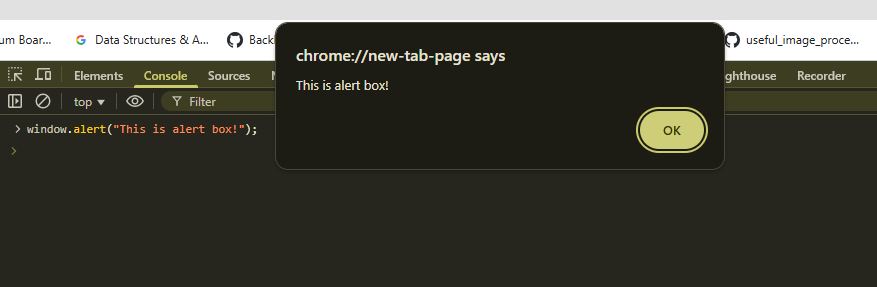 um Boar...
Data Structures & A...
useful_image_proce...
chrome://new-tab-page says
This is alert box!
OK
Elements
Console
Sources
ghthouse
Recorder
top
Filter
window.alert("This is alert box!");